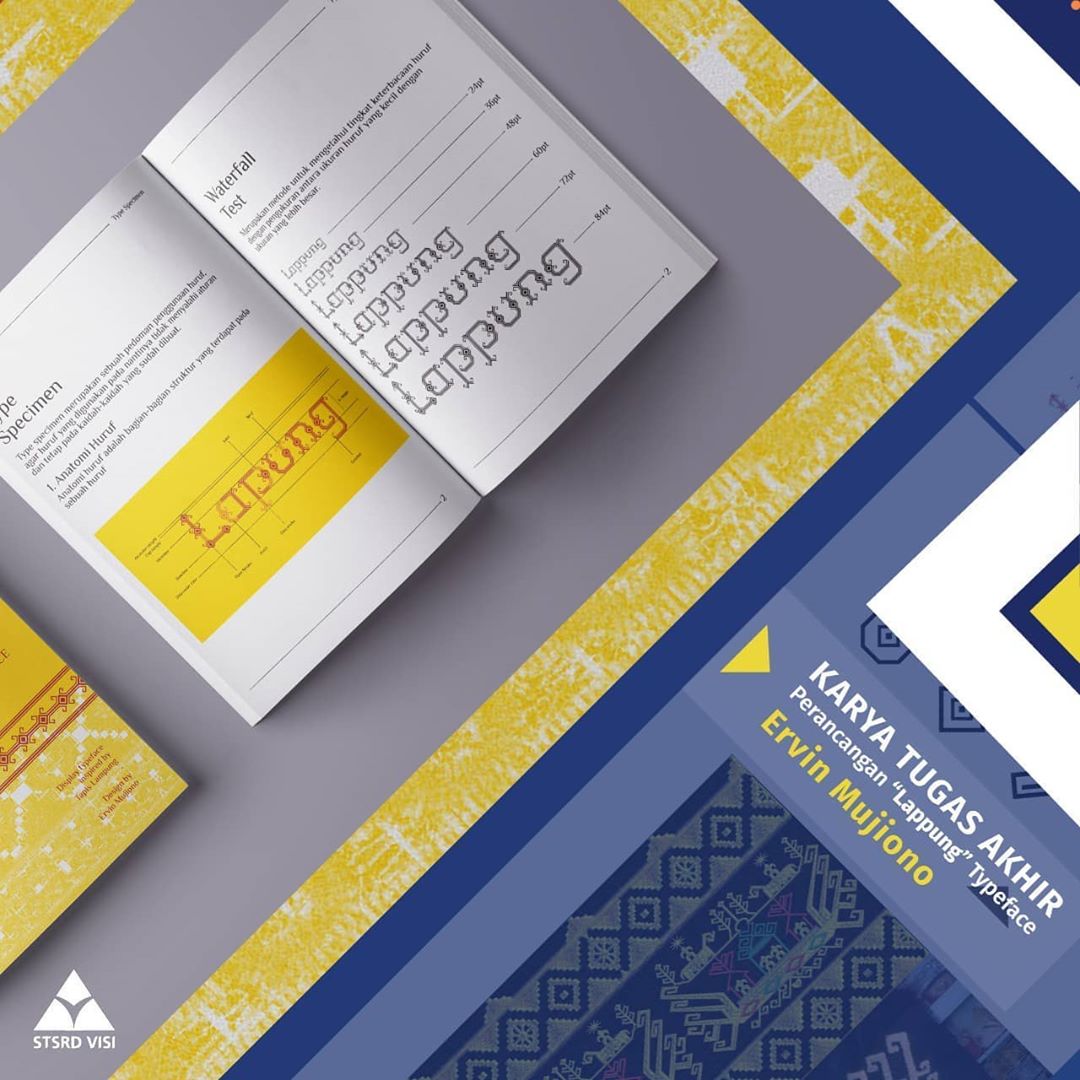 Type Specimen
Specimen
Type specimen merupakan sebuah pedoman penggunaan huruf,
agar huruf yang digunakan pada nantinya tidak menyalahi aturan
dan tetap pada kaidah-kaidah yang sudah dibuat.
1. Anatomi Huruf
Anatomi huruf adalah bagian-bagian struktur yang terdapat pada
sebuah huruf
Lappung
2
Waterfall
Test
Merupakan metode untuk mengetahui tingkat keterbacaan huruf
dengan pengukuran antara ukuran huruf yang kecil dengan
ukuran yang lebih besar.
Lappung 24pt
Lappung 36pt
Lappung 48pt
Lappung 60pt
Lappung 72pt
Lappung 84pt
2
Display Typeface
Inspired by
Tapis Lampung
Design by
Ervin Mujiono
KARYA TUGAS AKHIR
Perancangan “Lappung” Typeface
Ervin Mujiono
STSRD VISI